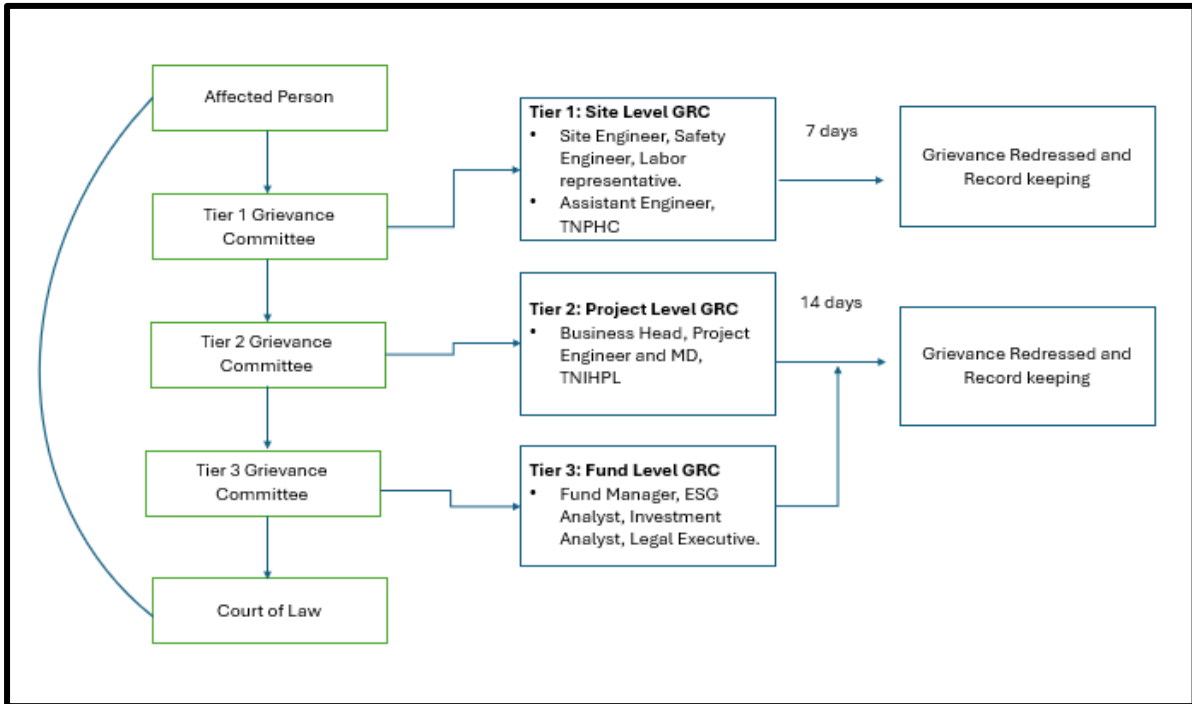 Affected Person
Tier 1 Grievance
Committee
Tier 2 Grievance
Committee
Tier 3 Grievance
Committee
Court of Law
Tier 1: Site Level GRC
• Site Engineer, Safety
Engineer, Labor
representative.
• Assistant Engineer,
TNPHC
7 days
Grievance Redressed and
Record keeping
Tier 2: Project Level GRC
• Business Head, Project
Engineer and MD,
TNIHPL
14 days
Grievance Redressed and
Record keeping
Tier 3: Fund Level GRC
• Fund Manager, ESG
Analyst, Investment
Analyst, Legal Executive.